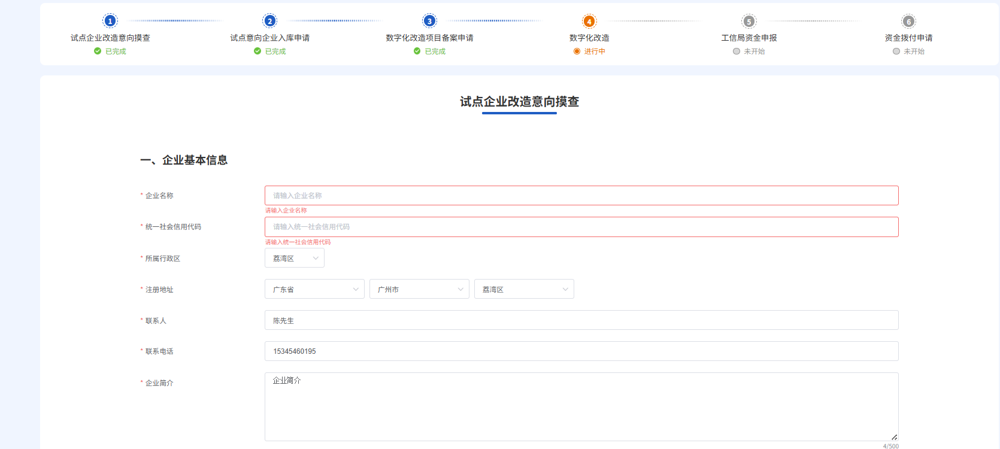 1 2 3 4 5 6
试点企业改造意向摸查 试点意向企业入库申请 数字化改造项目备案申请 数字化改造 工信局资金申报 资金拨付申请
已完成 已完成 已完成 进行中 未开始 未开始
试点企业改造意向摸查
一、企业基本信息
* 企业名称 请输入企业名称
请输入企业名称
* 统一社会信用代码 请输入统一社会信用代码
请输入统一社会信用代码
* 所属行政区 荔湾区
* 注册地址 广东省 广州市 荔湾区
* 联系人 陈先生
* 联系电话 15345460195
* 企业简介 企业简介
4/500